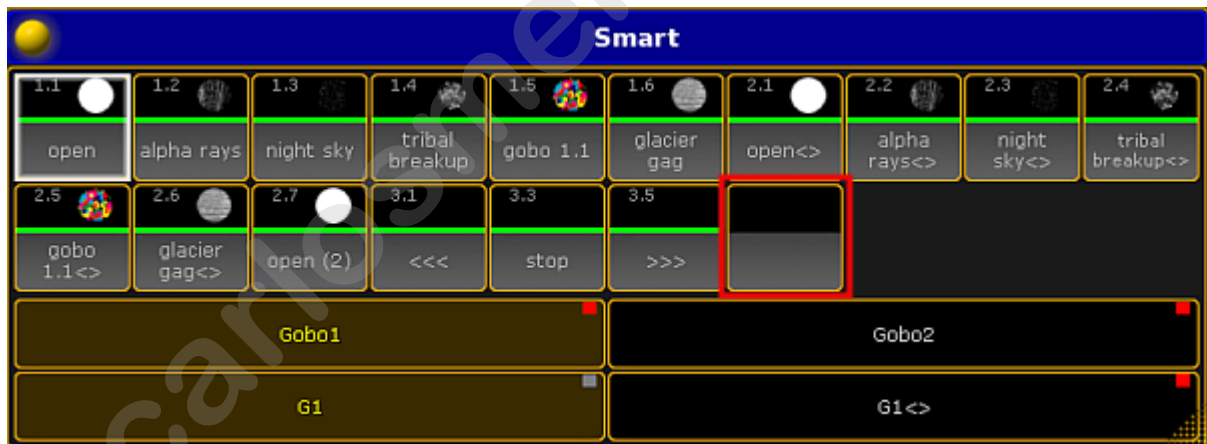 Smart
1.1 1.2 1.3 1.4 1.5 1.6 2.1 2.2 2.3 2.4
open alpha rays night sky tribal breakup gobo 1.1 glacier gag open<> alpha rays<> night sky<> tribal breakup<>
2.5 2.6 2.7 3.1 3.3 3.5
gobo 1.1<> glacier gag<> open (2) <<< stop >>>
Gobo1 Gobo2
G1 G1<>